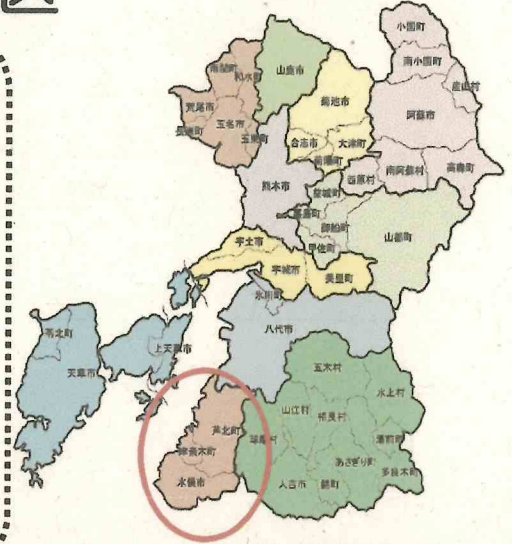 小国町
南小国町
産山村
南関町
和水町
山鹿市
菊池市
阿蘇市
荒尾市
玉名市
長洲町
玉東町
合志市
大津町
菊陽町
西原村
南阿蘇村
高森町
熊本市
益城町
嘉島町
御船町
甲佐町
山都町
宇土市
宇城市
美里町
氷川町
八代市
苓北町
天草市
上天草市
五木村
水上村
山江村
相良村
湯前町
芦北町
球磨村
津奈木町
あさぎり町
多良木町
水俣市
人吉市
錦町